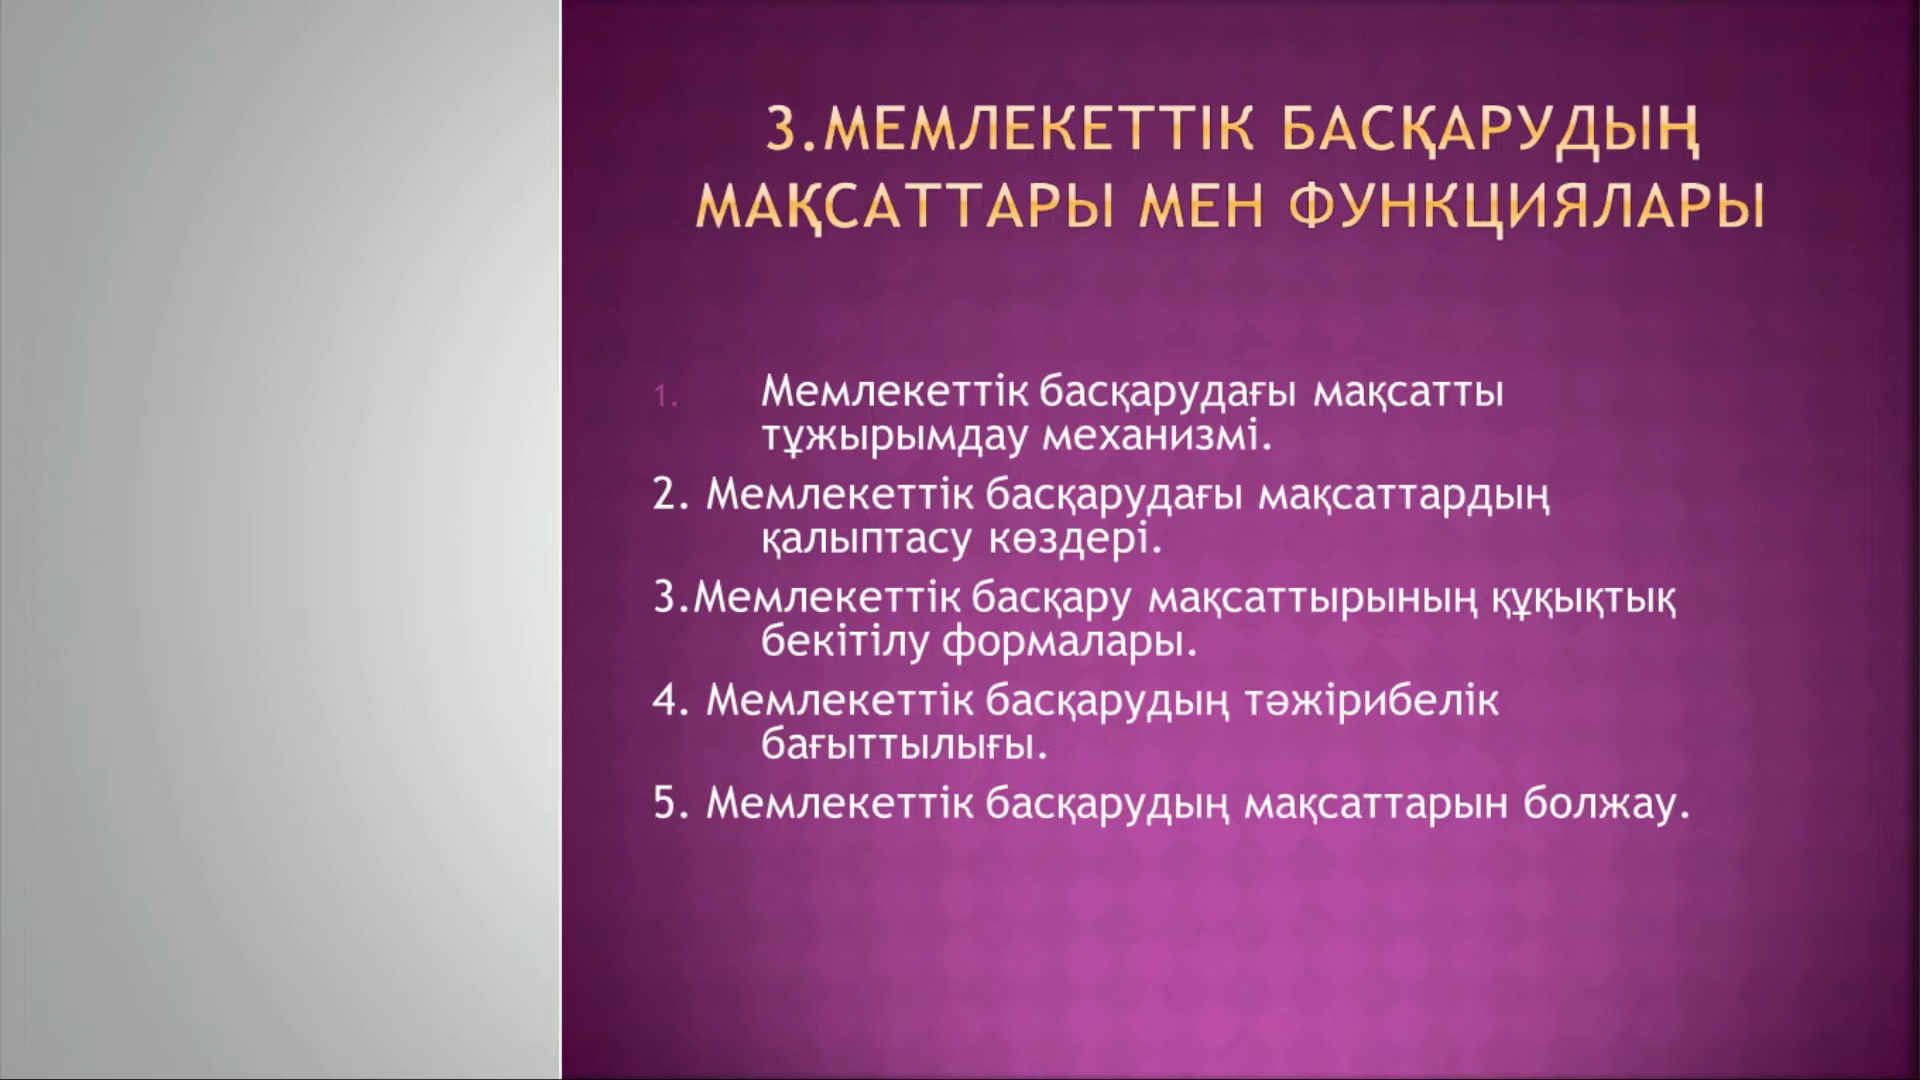 3.МЕМЛЕКЕТТІК БАСҚАРУДЫҢ
МАҚСАТТАРЫ МЕН ФУНКЦИЯЛАРЫ
1. Мемлекеттік басқарудағы мақсатты
тұжырымдау механизмі.
2. Мемлекеттік басқарудағы мақсаттардың
қалыптасу көздері.
3.Мемлекеттік басқару мақсаттырының құқықтық
бекітілу формалары.
4. Мемлекеттік басқарудың тәжірибелік
бағыттылығы.
5. Мемлекеттік басқарудың мақсаттарын болжау.